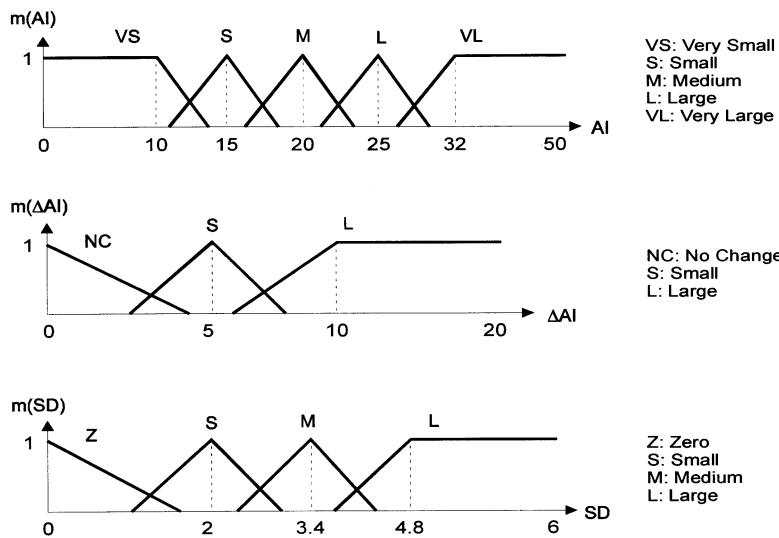 m(AI)
VS S M L VL
1
0 10 15 20 25 32 50 AI
VS: Very Small
S: Small
M: Medium
L: Large
VL: Very Large
m(ΔAI)
NC S L
1
0 5 10 20 ΔAI
NC: No Change
S: Small
L: Large
m(SD)
Z S M L
1
0 2 3.4 4.8 6 SD
Z: Zero
S: Small
M: Medium
L: Large